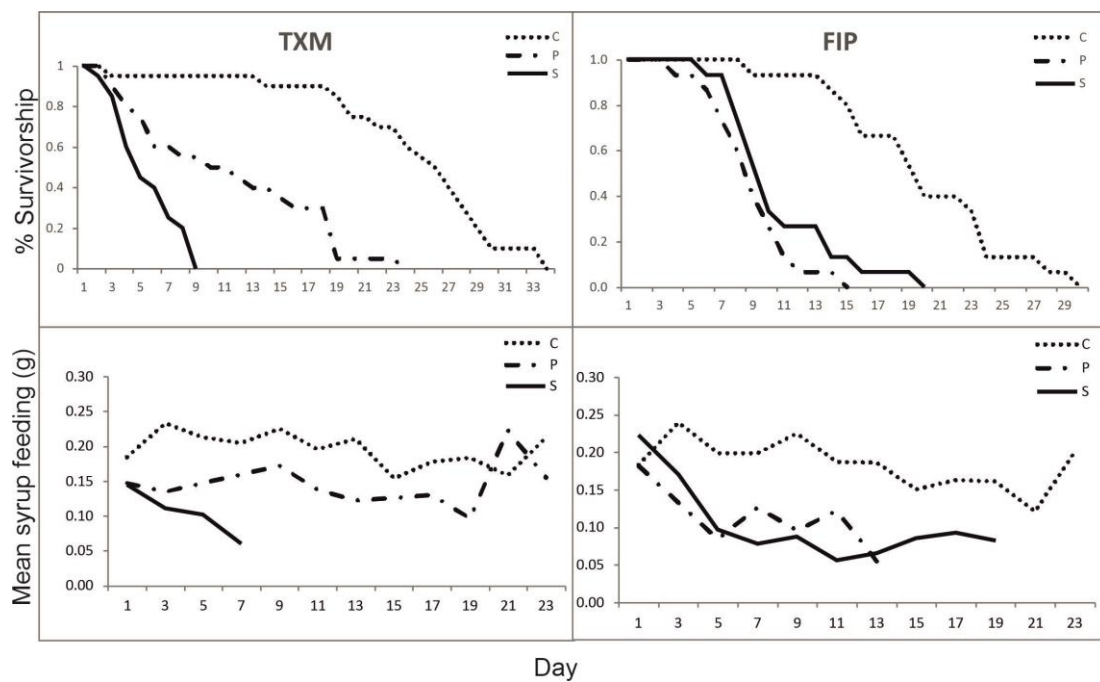 TXM
C
P
S
% Survivorship
1.0
0.8
0.6
0.4
0.2
0
1 3 5 7 9 11 13 15 17 19 21 23 25 27 29 31 33
FIP
C
P
S
1.0
0.8
0.6
0.4
0.2
0.0
1 3 5 7 9 11 13 15 17 19 21 23 25 27 29
Mean syrup feeding (g)
C
P
S
0.30
0.25
0.20
0.15
0.10
0.05
0.00
1 3 5 7 9 11 13 15 17 19 21 23
C
P
S
0.30
0.25
0.20
0.15
0.10
0.05
0.00
1 3 5 7 9 11 13 15 17 19 21 23
Day